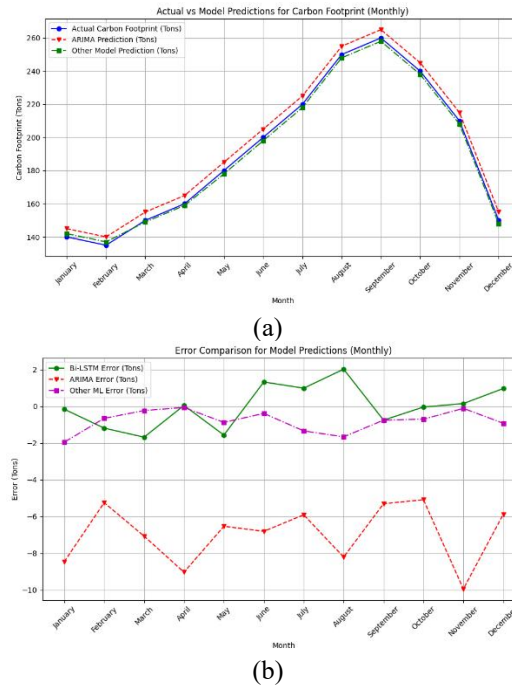 Actual vs Model Predictions for Carbon Footprint (Monthly)
Actual Carbon Footprint (Tons)
ARIMA Prediction (Tons)
Other Model Prediction (Tons)
Carbon Footprint (Tons)
260
240
220
200
180
160
140
January
February
March
April
May
June
July
August
September
October
November
December
Month
(a)
Error Comparison for Model Predictions (Monthly)
Bi-LSTM Error (Tons)
ARIMA Error (Tons)
Other ML Error (Tons)
Error (Tons)
2
0
−2
−4
−6
−8
−10
January
February
March
April
May
June
July
August
September
October
November
December
Month
(b)